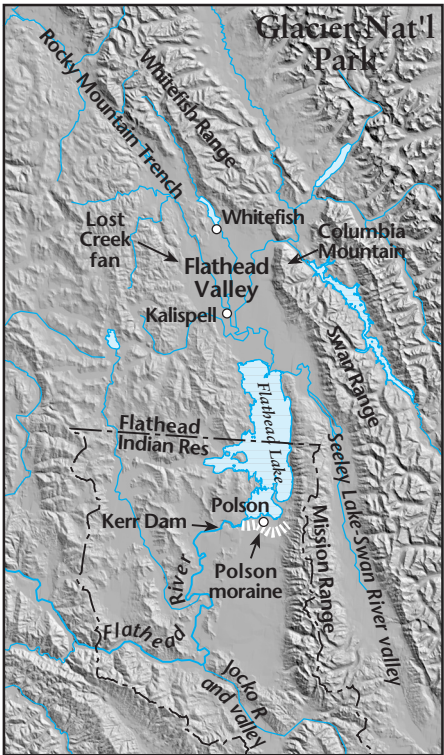 Glacier Nat'l
Park
Rocky Mountain Trench
Whitefish Range
Whitefish
Lost
Creek
fan
Columbia
Mountain
Flathead
Valley
Kalispell
Swan Range
Flathead Lake
Flathead
Indian Res
Seeley Lake-Swan River valley
Polson
Kerr Dam
Mission Range
Polson
moraine
Flathead River
Jocko R
and valley